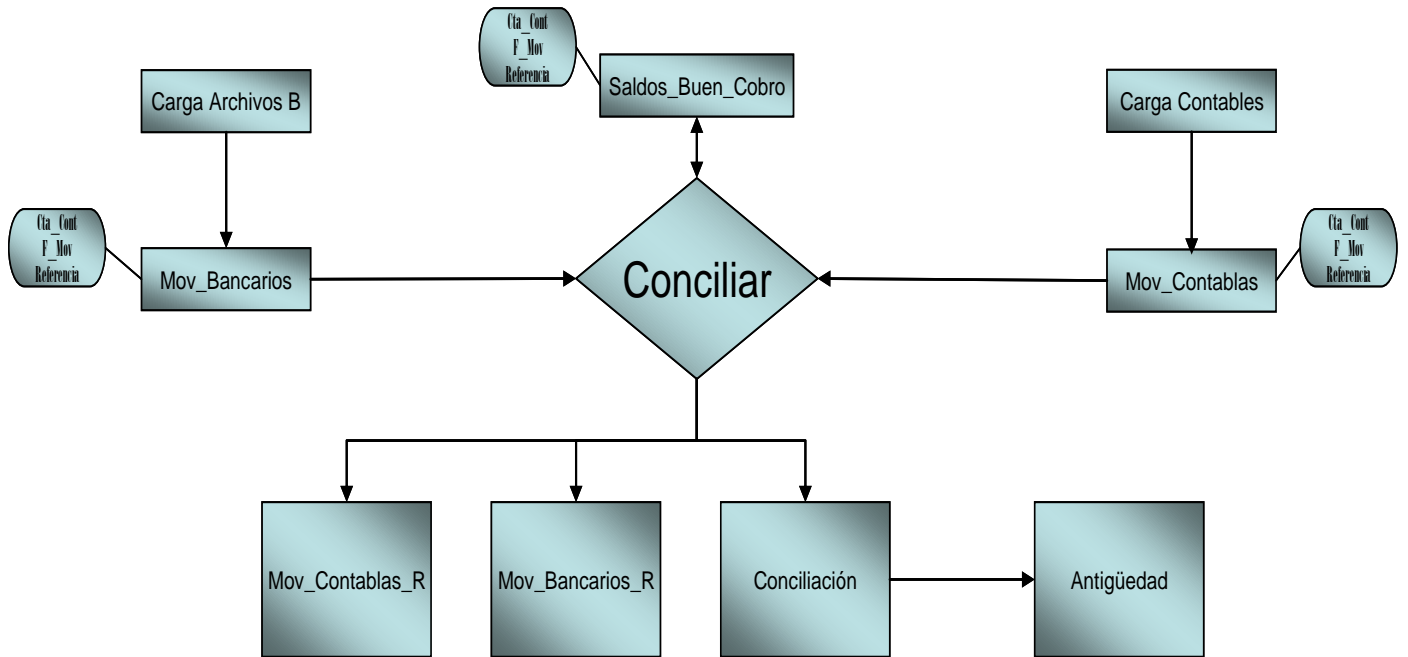 Cta_Cont
F_Mov
Referencia
Carga Archivos B
Saldos_Buen_Cobro
Carga Contables
Cta_Cont
F_Mov
Referencia
Mov_Bancarios
Conciliar
Mov_Contablas
Cta_Cont
F_Mov
Referencia
Mov_Contablas_R
Mov_Bancarios_R
Conciliación
Antigüedad